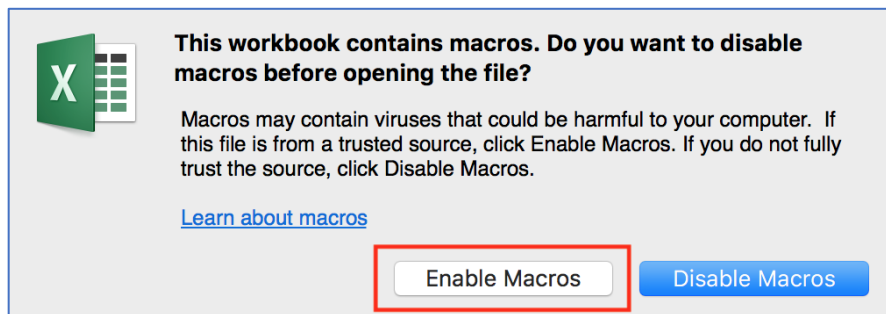 This workbook contains macros. Do you want to disable
macros before opening the file?
Macros may contain viruses that could be harmful to your computer.  If
this file is from a trusted source, click Enable Macros. If you do not fully
trust the source, click Disable Macros.
Learn about macros
Enable Macros
Disable Macros
X